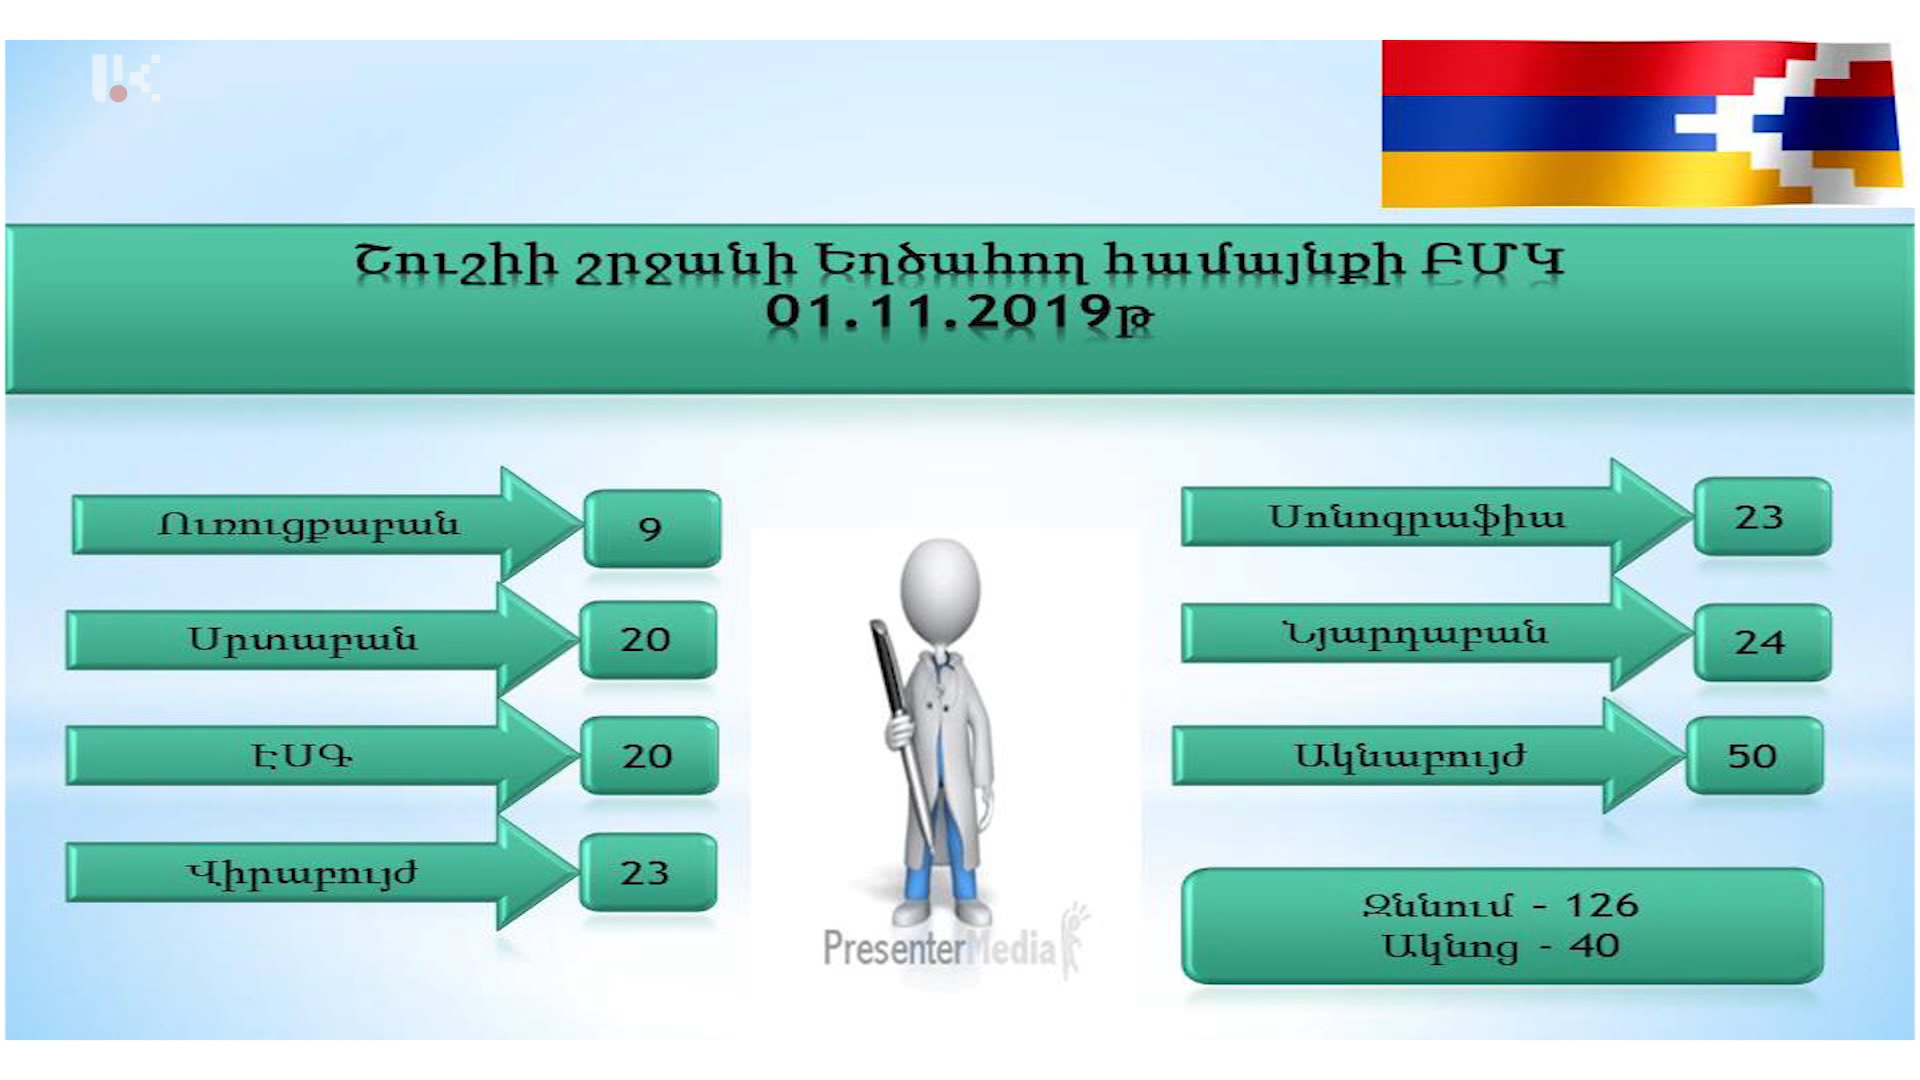 Շուշիի շրջանի Եղծահող համայնքի ԲՄԿ
01.11.2019թ
Ուռուցքաբան
9
Սրտաբան
20
ԷՍԳ
20
Վիրաբույժ
23
Սոնոգրաֆիա
23
Նյարդաբան
24
Ակնաբույժ
50
Զննում - 126
Ակնոց - 40
PresenterMedia